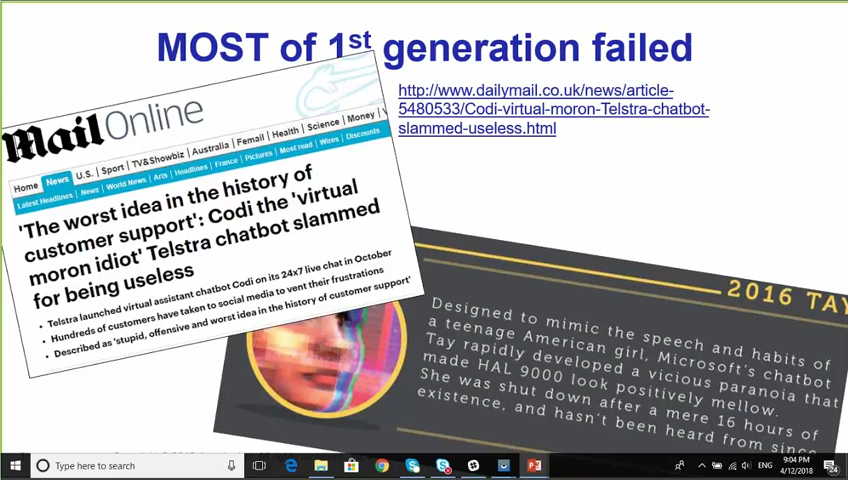 MOST of 1st generation failed
http://www.dailymail.co.uk/news/article-
5480533/Codi-virtual-moron-Telstra-chatbot-
slammed-useless.html
MailOnline
Home News U.S. Sport TV&Showbiz Australia Femail Health Science Money
Latest Headlines News World News Arts Headlines France Pictures Most read Wires Discounts
'The worst idea in the history of
customer support': Codi the 'virtual
moron idiot' Telstra chatbot slammed
for being useless
• Telstra launched virtual assistant chatbot Codi on its 24x7 live chat in October
• Hundreds of customers have taken to social media to vent their frustrations
• Described as 'stupid, offensive and worst idea in the history of customer support'
2016 TAY
Designed to mimic the speech and habits of
a teenage American girl, Microsoft's chatbot
Tay rapidly developed a vicious paranoia that
made HAL 9000 look positively mellow.
She was shut down after a mere 16 hours of
existence, and hasn't been heard from since
Type here to search
ENG
9:04 PM
4/12/2018
24